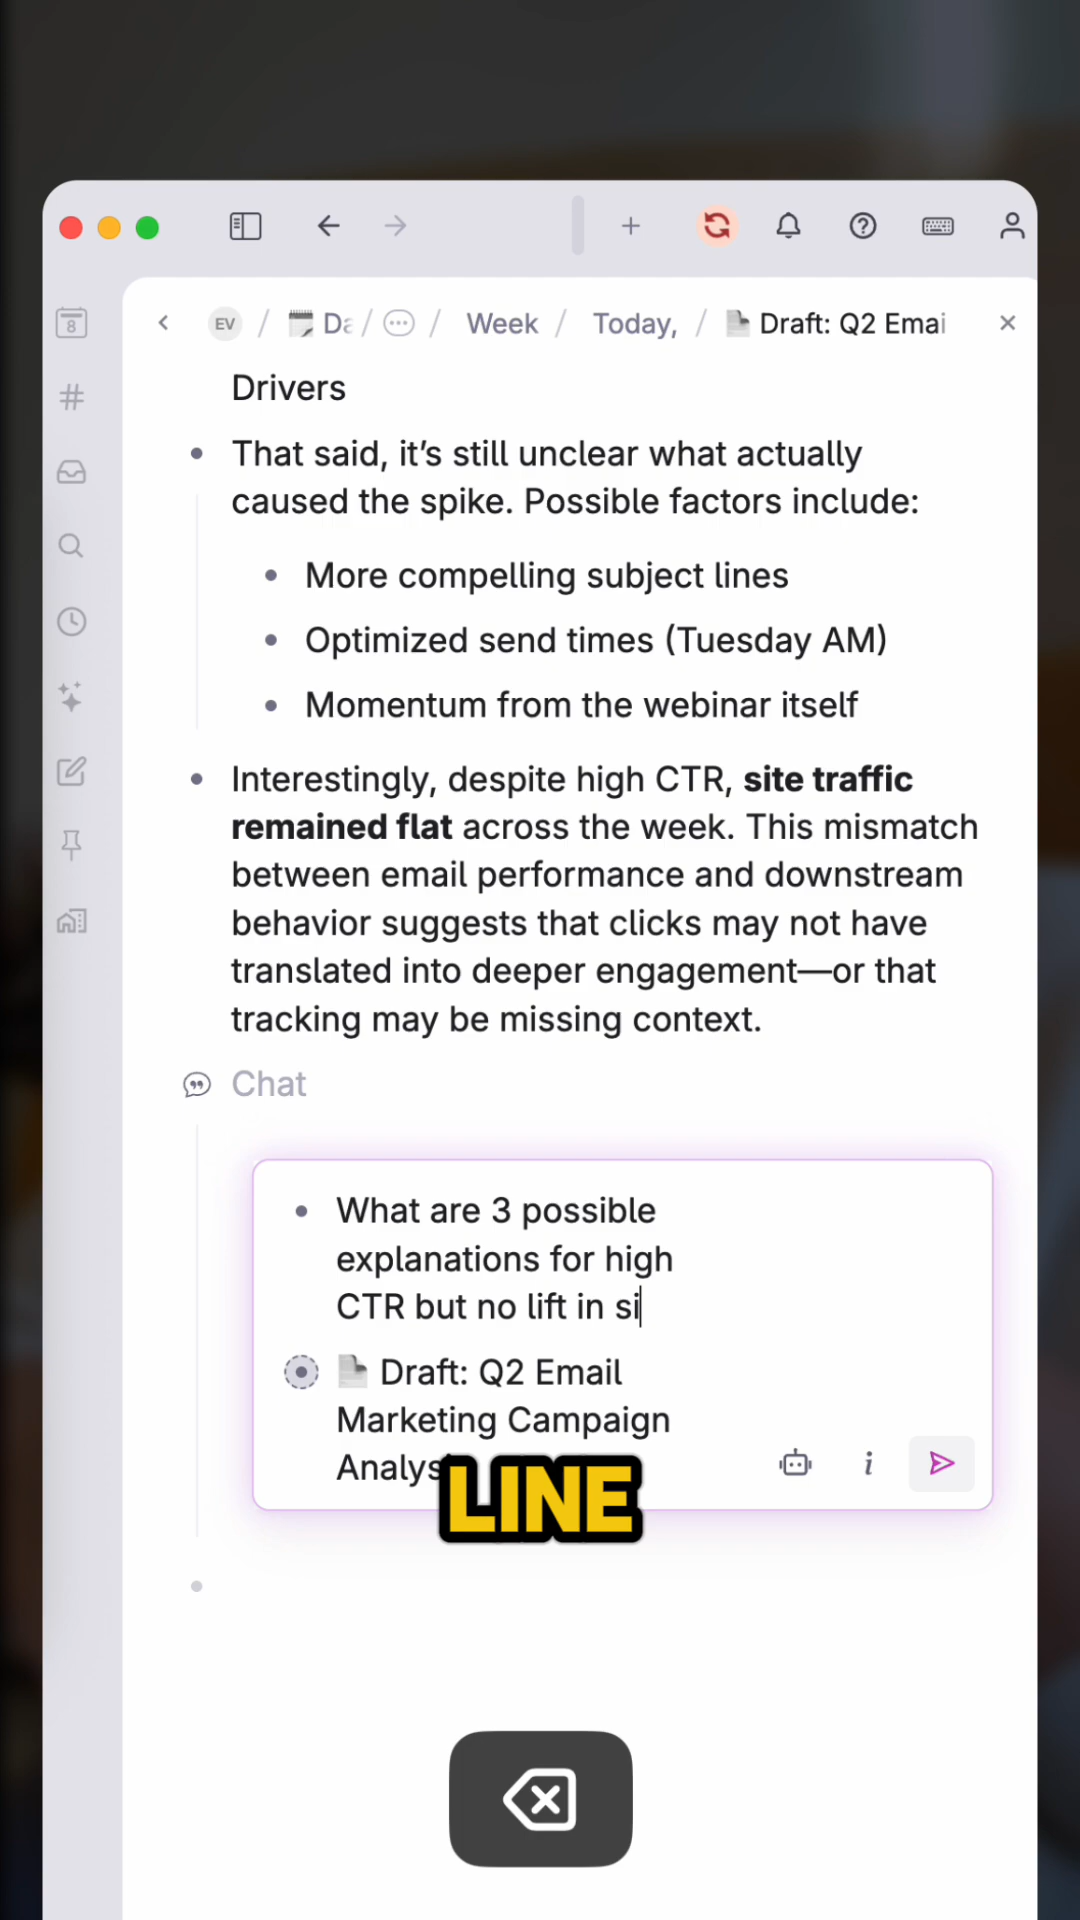 8
EV / Da / / Week / Today, / Draft: Q2 Emai
Drivers
That said, it's still unclear what actually
caused the spike. Possible factors include:
More compelling subject lines
Optimized send times (Tuesday AM)
Momentum from the webinar itself
Interestingly, despite high CTR, site traffic
remained flat across the week. This mismatch
between email performance and downstream
behavior suggests that clicks may not have
translated into deeper engagement—or that
tracking may be missing context.
Chat
What are 3 possible
explanations for high
CTR but no lift in si
Draft: Q2 Email
Marketing Campaign
Analys
LINE